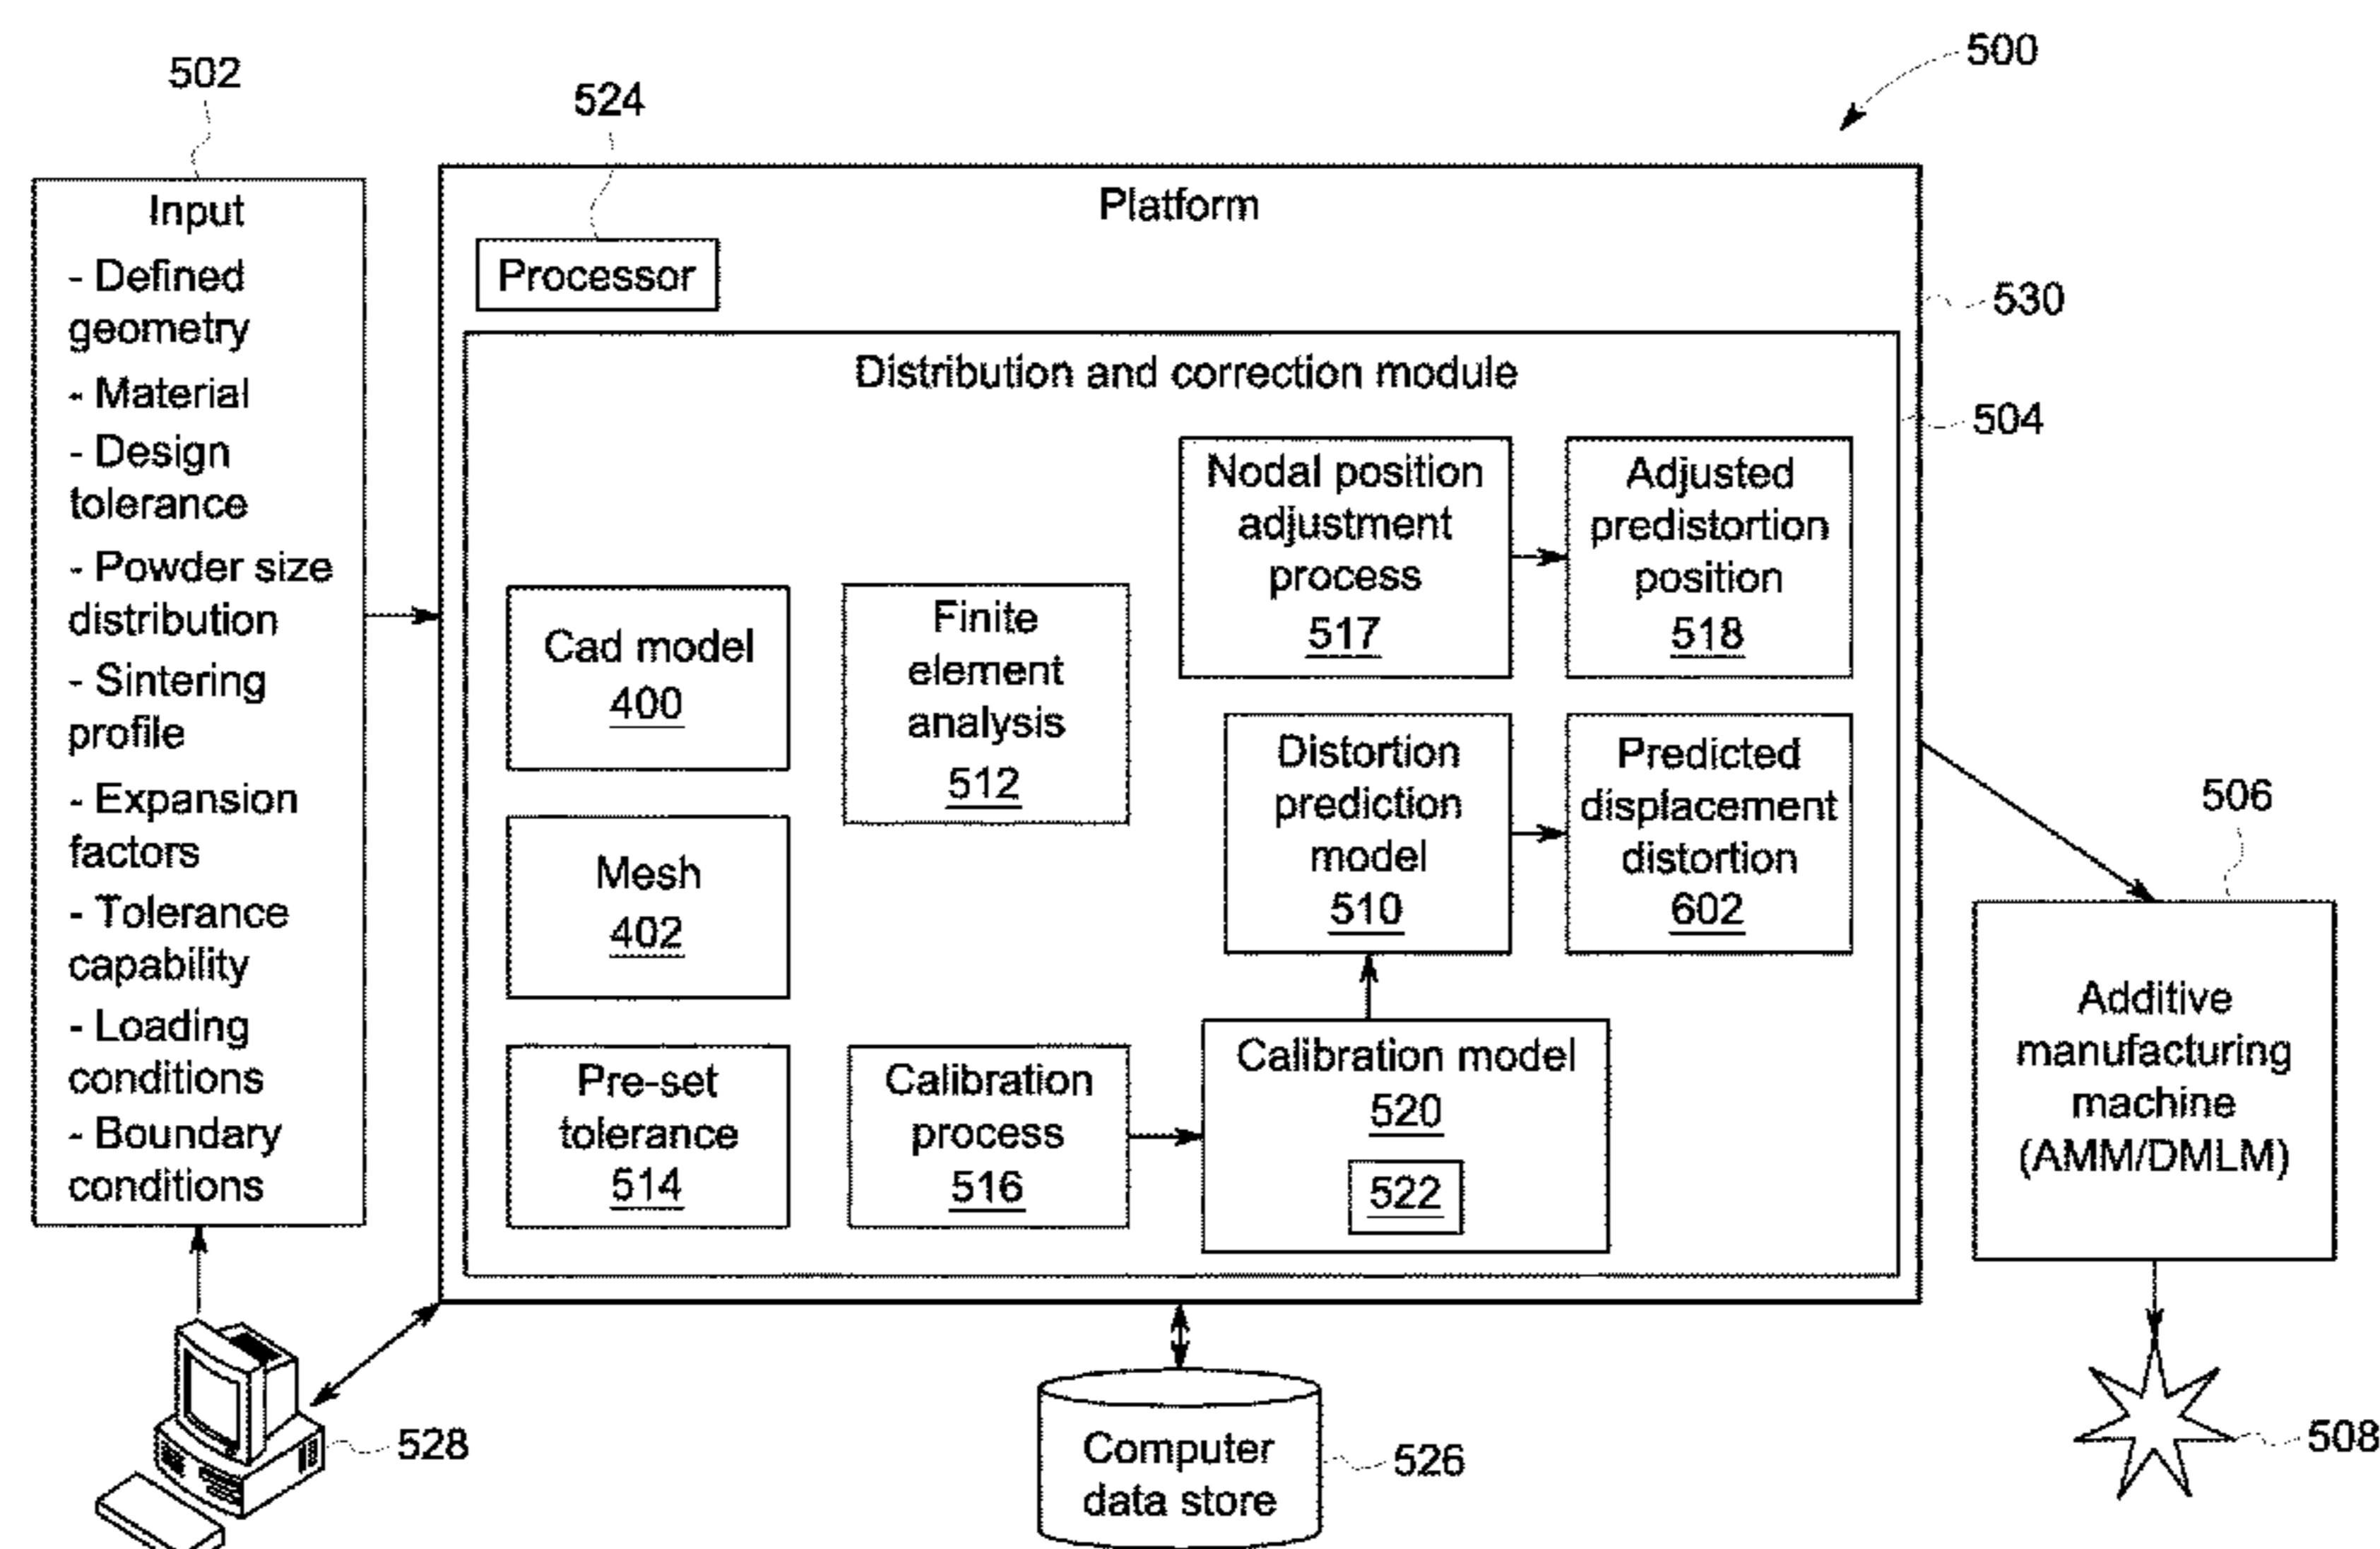 500
502
524
Input
- Defined
geometry
- Material
- Design
tolerance
- Powder size
distribution
- Sintering
profile
- Expansion
factors
- Tolerance
capability
- Loading
conditions
- Boundary
conditions
Platform
Processor
530
Distribution and correction module
504
Cad model
400
Mesh
402
Pre-set
tolerance
514
Finite
element
analysis
512
Calibration
process
516
Nodal position
adjustment
process
517
Adjusted
predistortion
position
518
Distortion
prediction
model
510
Predicted
displacement
distortion
602
Calibration model
520
522
506
Additive
manufacturing
machine
(AMM/DMLM)
508
528
Computer
data store
526